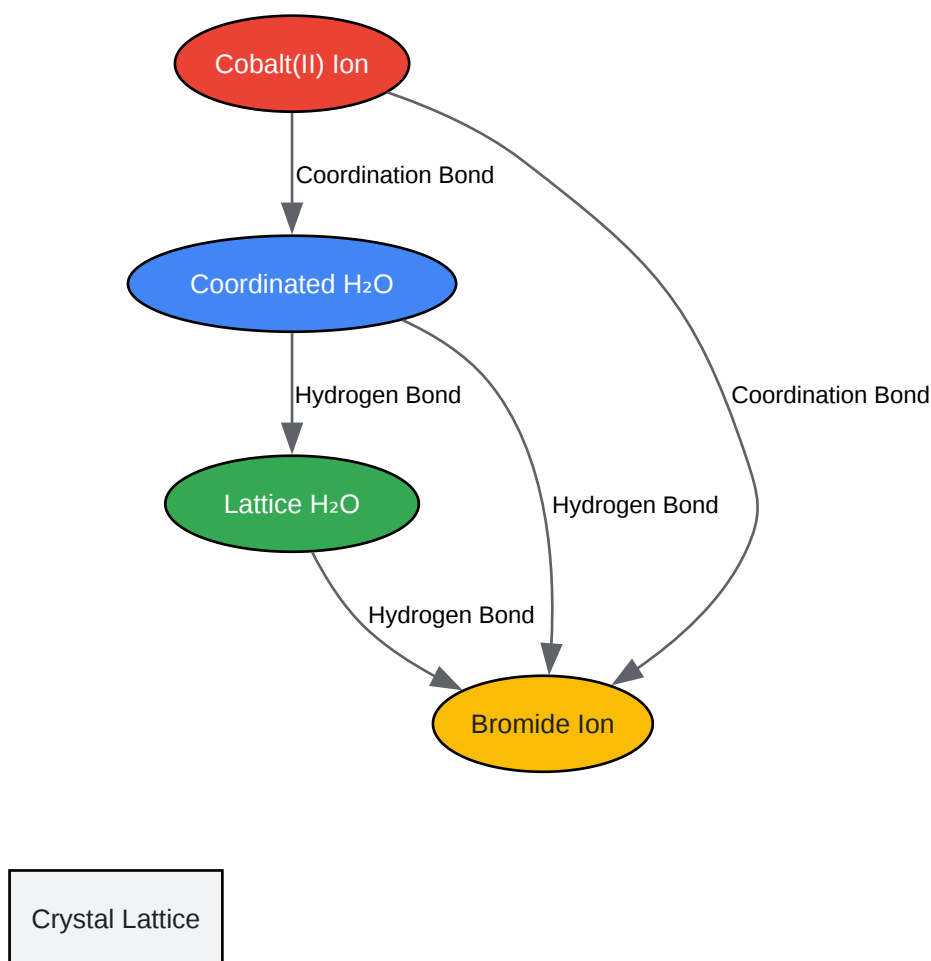 Cobalt(II) Ion
Coordination Bond
Coordinated H₂O
Hydrogen Bond
Coordination Bond
Lattice H₂O
Hydrogen Bond
Hydrogen Bond
Bromide Ion
Crystal Lattice